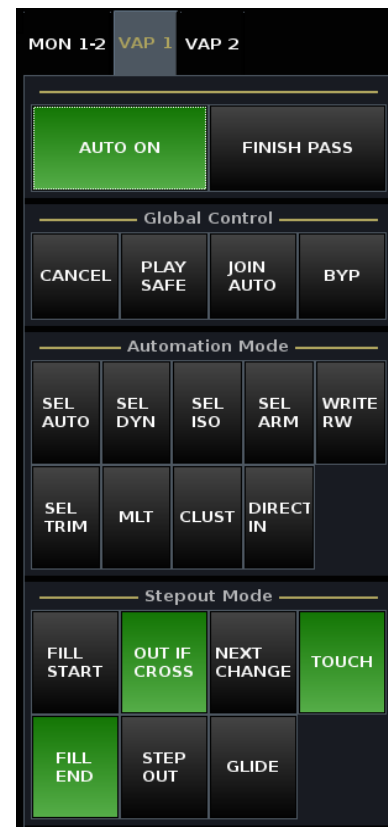 MON 1-2 VAP 1 VAP 2
AUTO ON FINISH PASS
Global Control
CANCEL PLAY SAFE JOIN AUTO BYP
Automation Mode
SEL AUTO SEL DYN SEL ISO SEL ARM WRITE RW
SEL TRIM MLT CLUST DIRECT IN
Stepout Mode
FILL START OUT IF CROSS NEXT CHANGE TOUCH
FILL END STEP OUT GLIDE